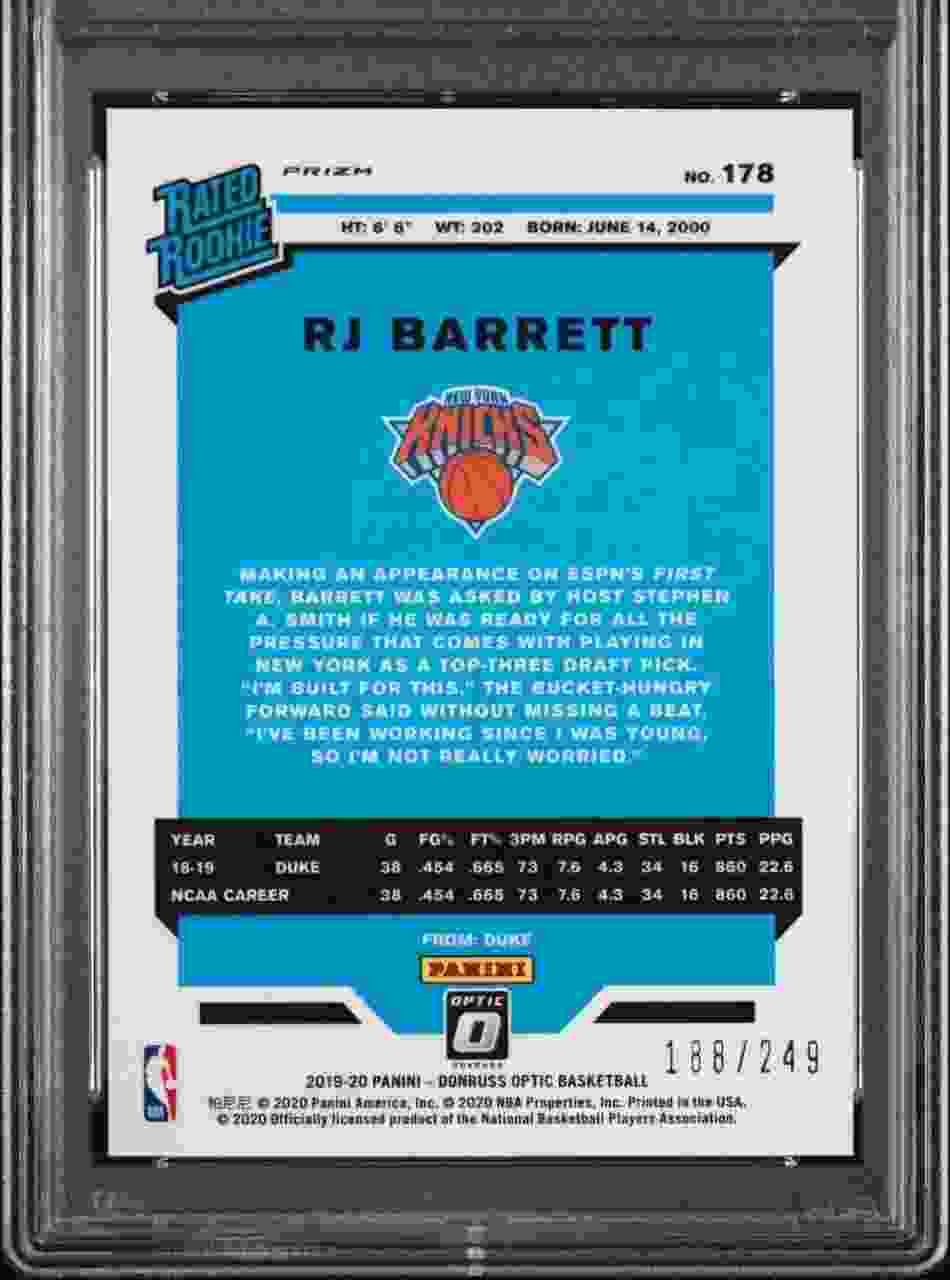 RATED
ROOKIE
PRIZM
NO. 178
HT: 6' 6" WT: 202 BORN: JUNE 14, 2000
RJ BARRETT
NEW YORK
KNICKS
MAKING AN APPEARANCE ON ESPN'S FIRST
TAKE, BARRETT WAS ASKED BY HOST STEPHEN
A. SMITH IF HE WAS READY FOR ALL THE
PRESSURE THAT COMES WITH PLAYING IN
NEW YORK AS A TOP-THREE DRAFT PICK.
"I'M BUILT FOR THIS," THE BUCKET-HUNGRY
FORWARD SAID WITHOUT MISSING A BEAT.
"I'VE BEEN WORKING SINCE I WAS YOUNG,
SO I'M NOT REALLY WORRIED."
YEAR TEAM G FG% FT% 3PM RPG APG STL BLK PTS PPG
18-19 DUKE 38 .454 .665 73 7.6 4.3 34 16 860 22.6
NCAA CAREER 38 .454 .665 73 7.6 4.3 34 16 860 22.6
FROM: DUKE
PANINI
OPTIC
O
DONRUSS
188/249
2019-20 PANINI – DONRUSS OPTIC BASKETBALL
帕尼尼 © 2020 Panini America, Inc. © 2020 NBA Properties, Inc. Printed in the USA.
© 2020 Officially licensed product of the National Basketball Players Association.